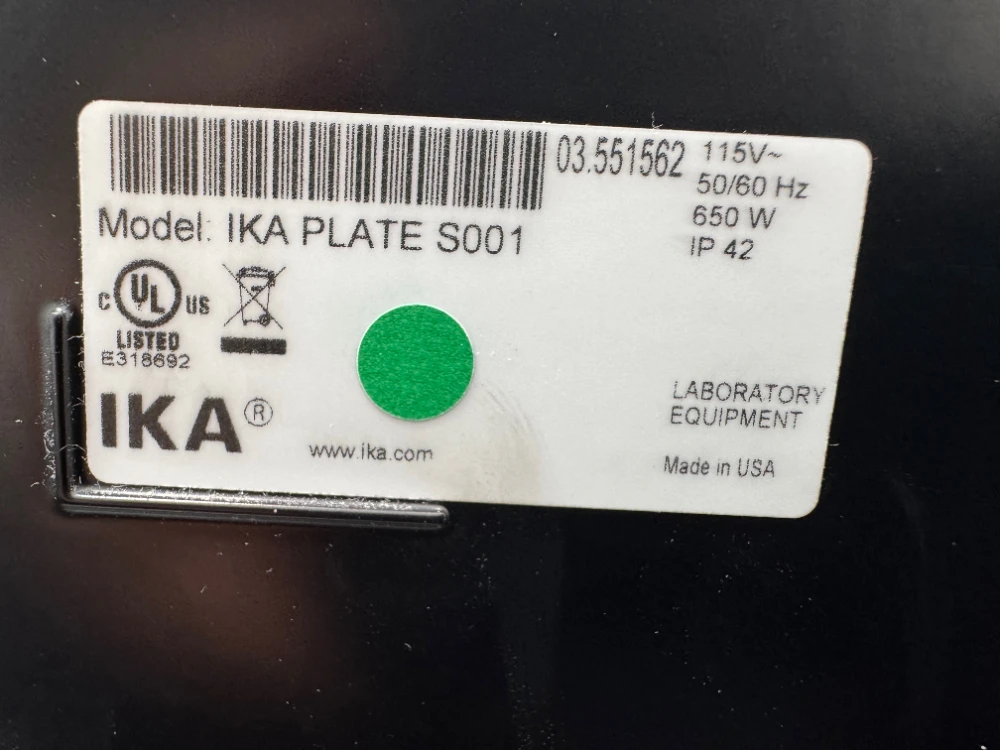 03.551562
115V~
50/60 Hz
650 W
IP 42
Model: IKA PLATE S001
C UL US
LISTED
E318692
IKA®
www.ika.com
LABORATORY
EQUIPMENT
Made in USA